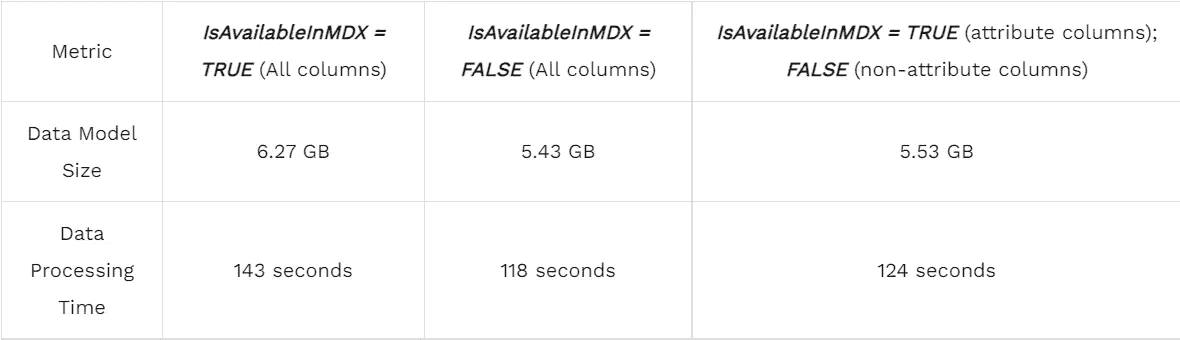 Metric
IsAvailableInMDX =
TRUE (All columns)
IsAvailableInMDX =
FALSE (All columns)
IsAvailableInMDX = TRUE (attribute columns);
FALSE (non-attribute columns)
Data Model
Size
6.27 GB
5.43 GB
5.53 GB
Data
Processing
Time
143 seconds
118 seconds
124 seconds